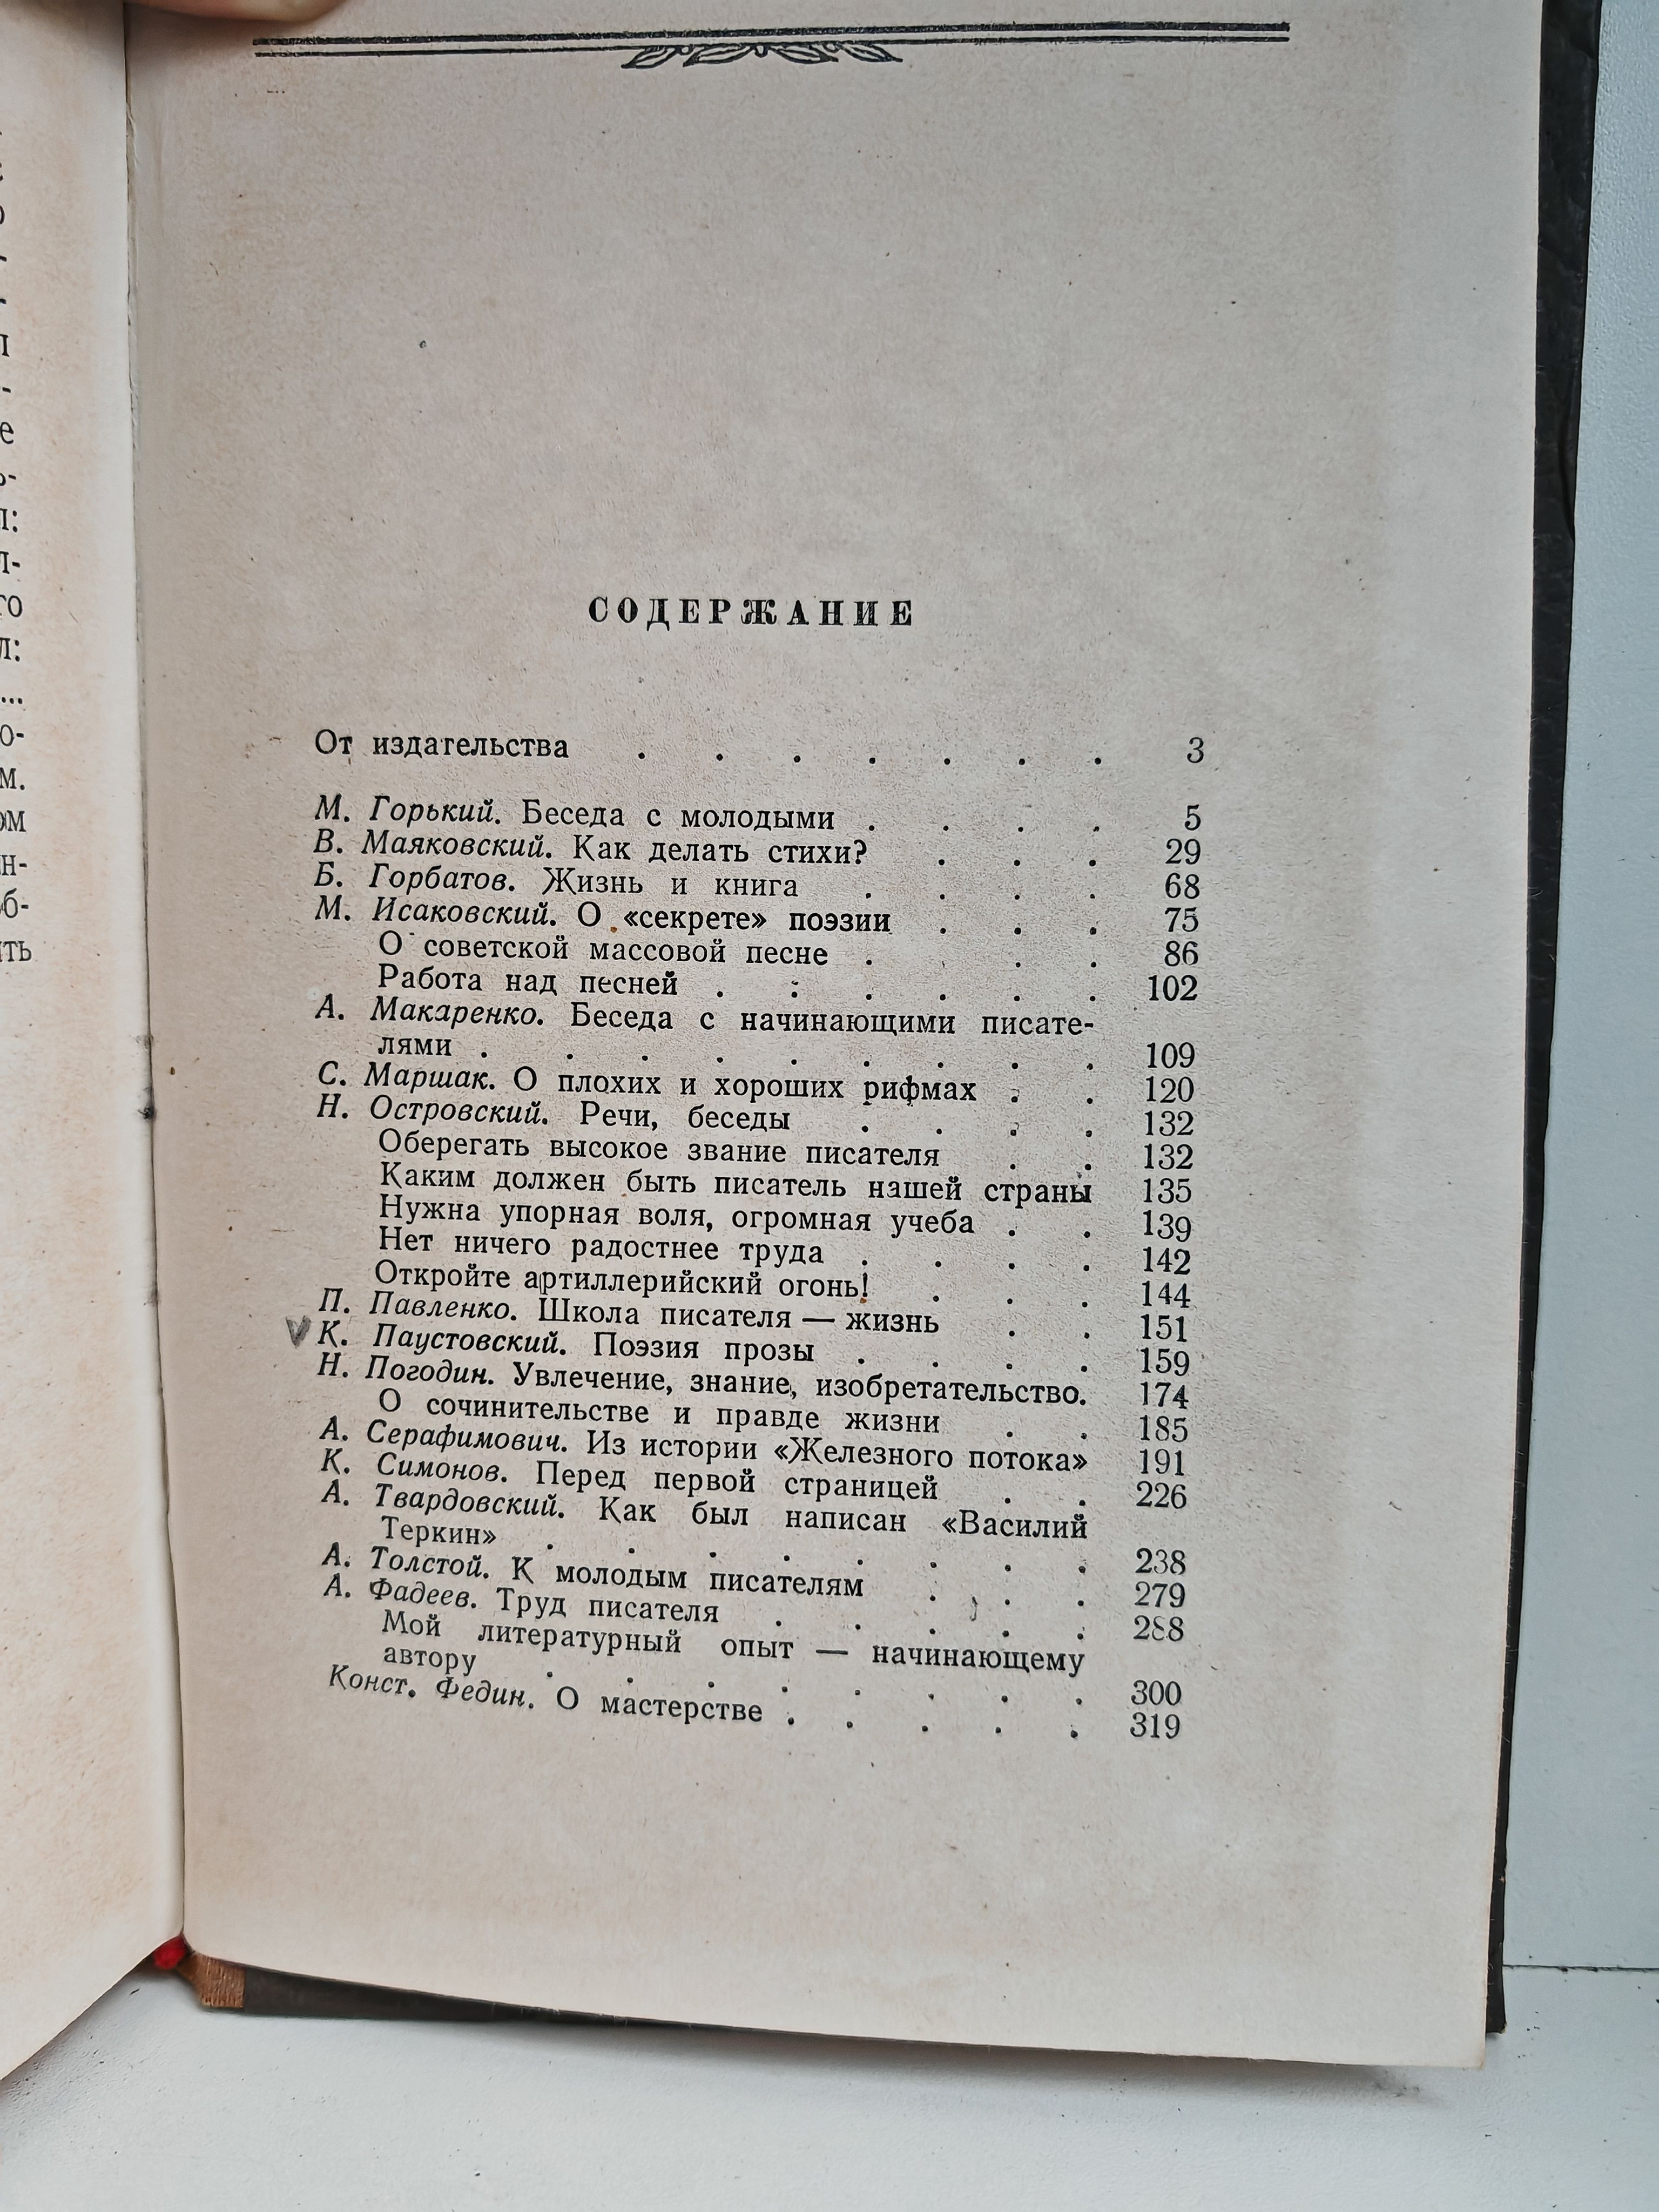 СОДЕРЖАНИЕ
От издательства . . . . . . . 3
М. Горький. Беседа с молодыми . . . . 5
В. Маяковский. Как делать стихи? . . . 29
Б. Горбатов. Жизнь и книга . . . . 68
М. Исаковский. О «секрете» поэзии . . . 75
О советской массовой песне . . . 86
Работа над песней . . . . . . 102
А. Макаренко. Беседа с начинающими писате-
лями . . . . . . . . . 109
С. Маршак. О плохих и хороших рифмах . . 120
Н. Островский. Речи, беседы . . . . 132
Оберегать высокое звание писателя . . 132
Каким должен быть писатель нашей страны 135
Нужна упорная воля, огромная учеба . . 139
Нет ничего радостнее труда . . . . 142
Откройте артиллерийский огонь! . . . 144
П. Павленко. Школа писателя — жизнь . . 151
V К. Паустовский. Поэзия прозы . . . . 159
Н. Погодин. Увлечение, знание, изобретательство. 174
О сочинительстве и правде жизни . . 185
А. Серафимович. Из истории «Железного потока» 191
К. Симонов. Перед первой страницей . . 226
А. Твардовский. Как был написан «Василий
Теркин» . . . . . . . . 238
А. Толстой. К молодым писателям . . . 279
А. Фадеев. Труд писателя . . . . . 288
Мой литературный опыт — начинающему
автору . . . . . . . . 300
Конст. Федин. О мастерстве . . . . . 319